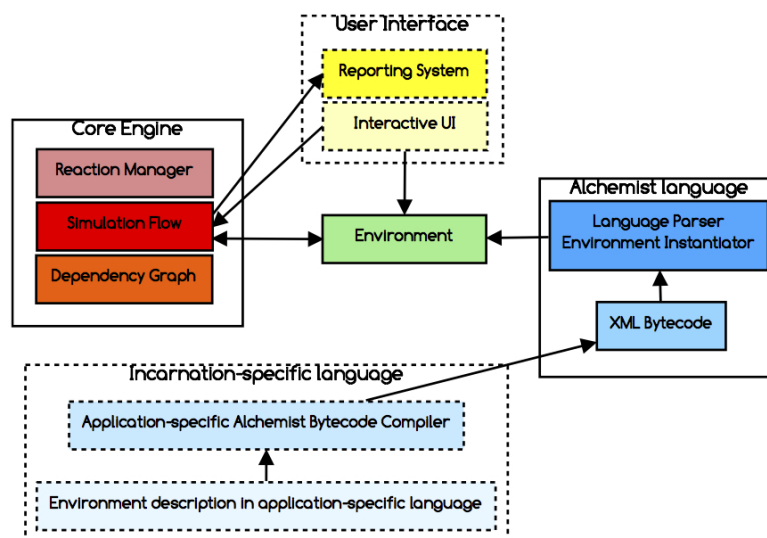 User Interface
Reporting System
Interactive UI
Core Engine
Reaction Manager
Simulation Flow
Dependency Graph
Environment
Alchemist language
Language Parser
Environment Instantiator
XML Bytecode
Incarnation-specific language
Application-specific Alchemist Bytecode Compiler
Environment description in application-specific language